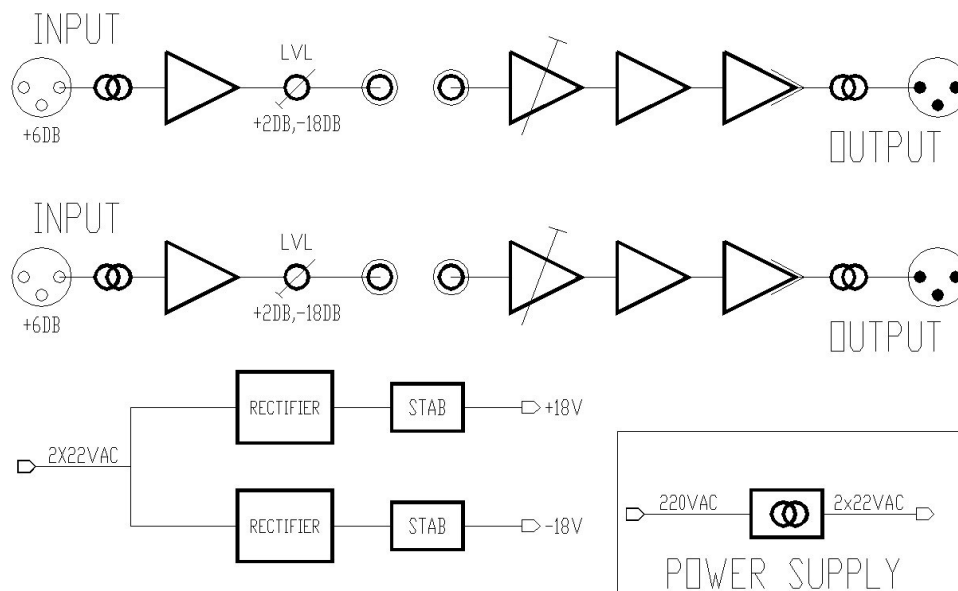 INPUT
LVL
+6DB
+2DB,-18DB
OUTPUT
INPUT
LVL
+6DB
+2DB,-18DB
OUTPUT
RECTIFIER
STAB
+18V
2X22VAC
RECTIFIER
STAB
-18V
220VAC
2x22VAC
POWER SUPPLY